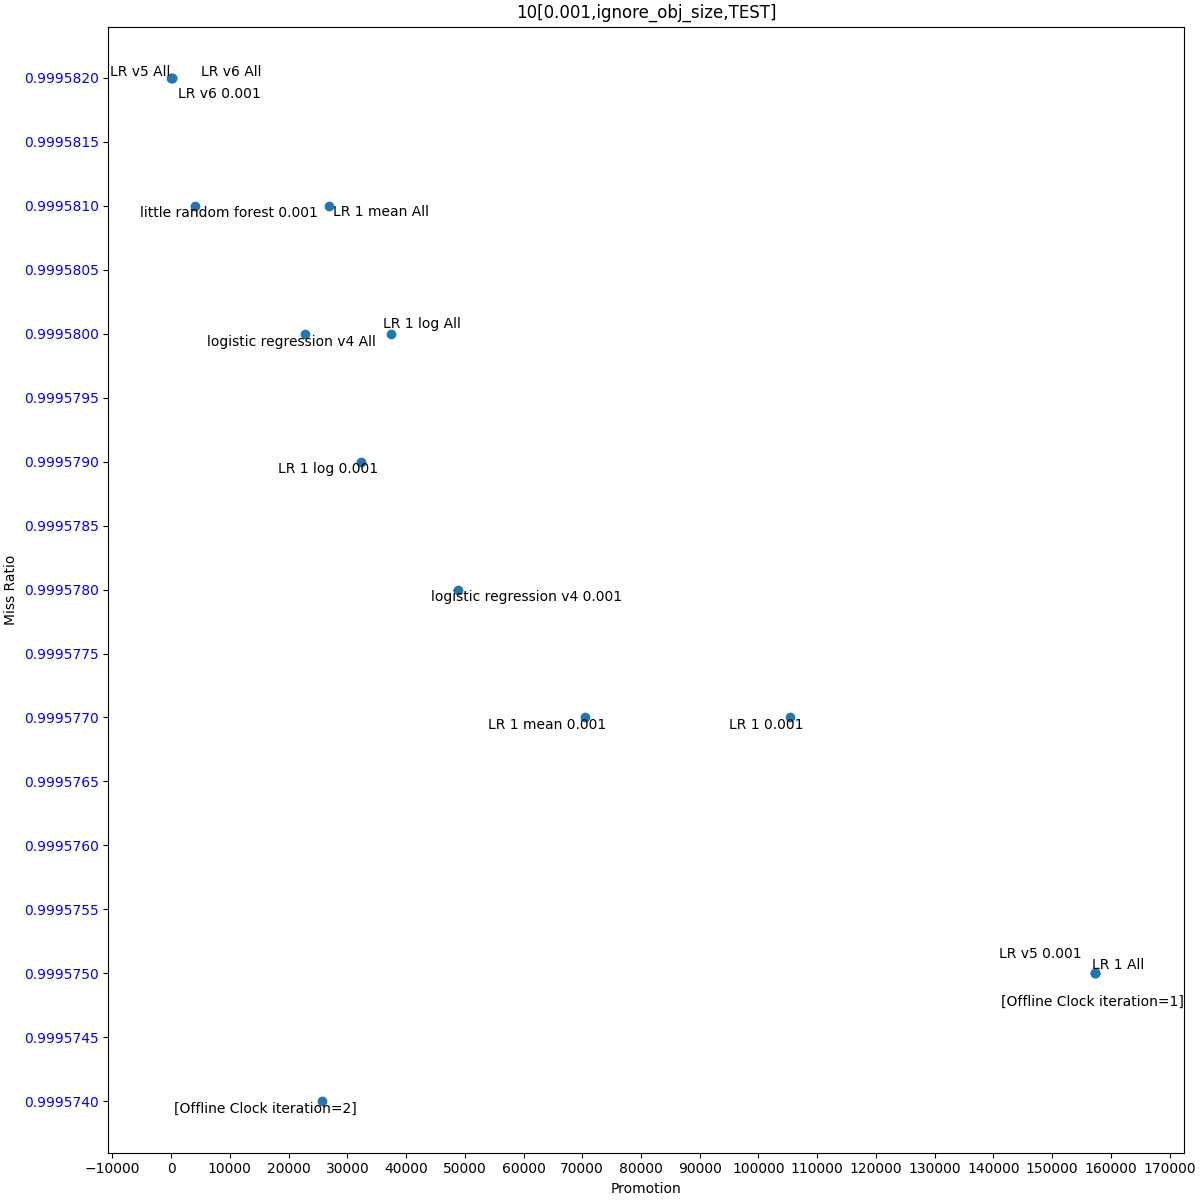 10[0.001,ignore_obj_size,TEST]
0.9995820
LR v5 All
LR v6 All
LR v6 0.001
0.9995815
0.9995810
little random forest 0.001
LR 1 mean All
0.9995805
0.9995800
LR 1 log All
logistic regression v4 All
0.9995795
0.9995790
LR 1 log 0.001
0.9995785
0.9995780
logistic regression v4 0.001
Miss Ratio
0.9995775
0.9995770
LR 1 mean 0.001
LR 1 0.001
0.9995765
0.9995760
0.9995755
LR v5 0.001
LR 1 All
0.9995750
[Offline Clock iteration=1]
0.9995745
0.9995740
[Offline Clock iteration=2]
−10000 0 10000 20000 30000 40000 50000 60000 70000 80000 90000 100000 110000 120000 130000 140000 150000 160000 170000
Promotion